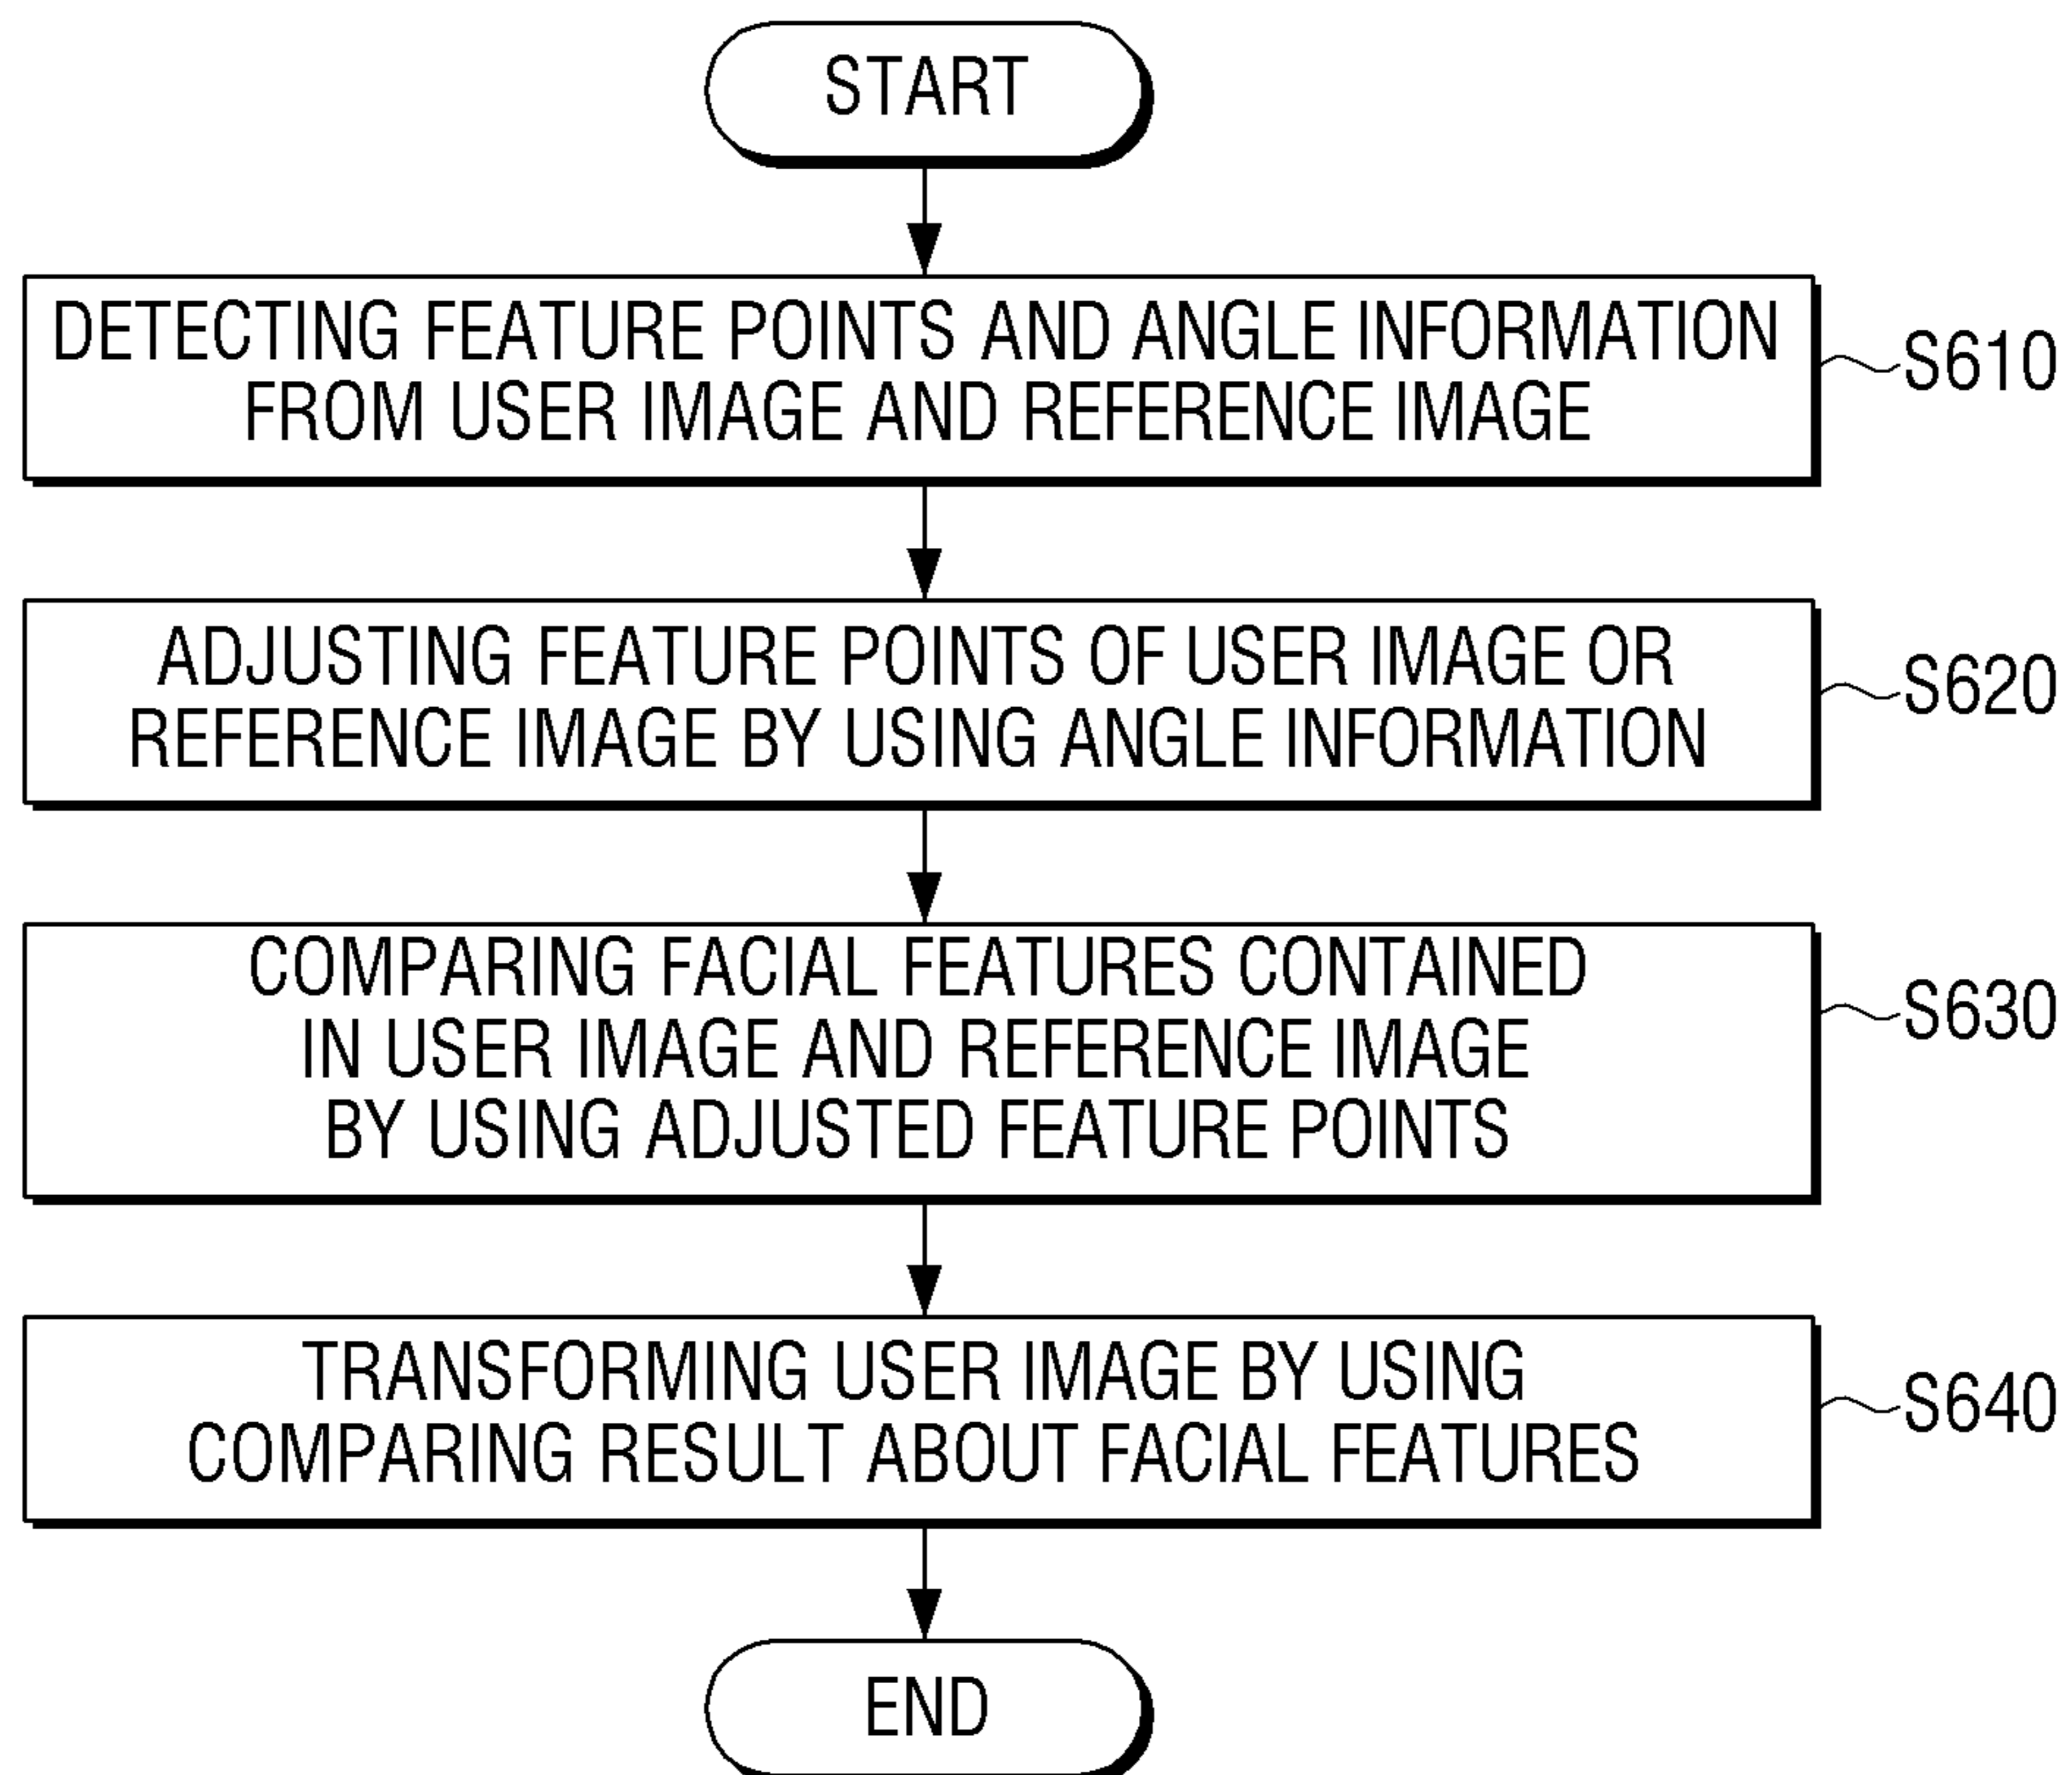 START
DETECTING FEATURE POINTS AND ANGLE INFORMATION
FROM USER IMAGE AND REFERENCE IMAGE
S610
ADJUSTING FEATURE POINTS OF USER IMAGE OR
REFERENCE IMAGE BY USING ANGLE INFORMATION
S620
COMPARING FACIAL FEATURES CONTAINED
IN USER IMAGE AND REFERENCE IMAGE
BY USING ADJUSTED FEATURE POINTS
S630
TRANSFORMING USER IMAGE BY USING
COMPARING RESULT ABOUT FACIAL FEATURES
S640
END